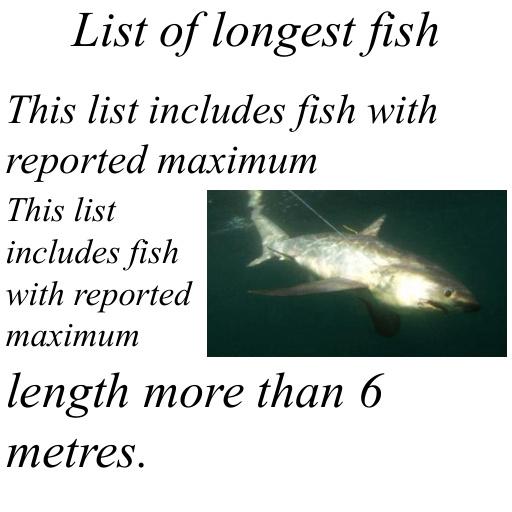 List of longest fish
This list includes fish with
reported maximum
This list
includes fish
with reported
maximum
length more than 6
metres.